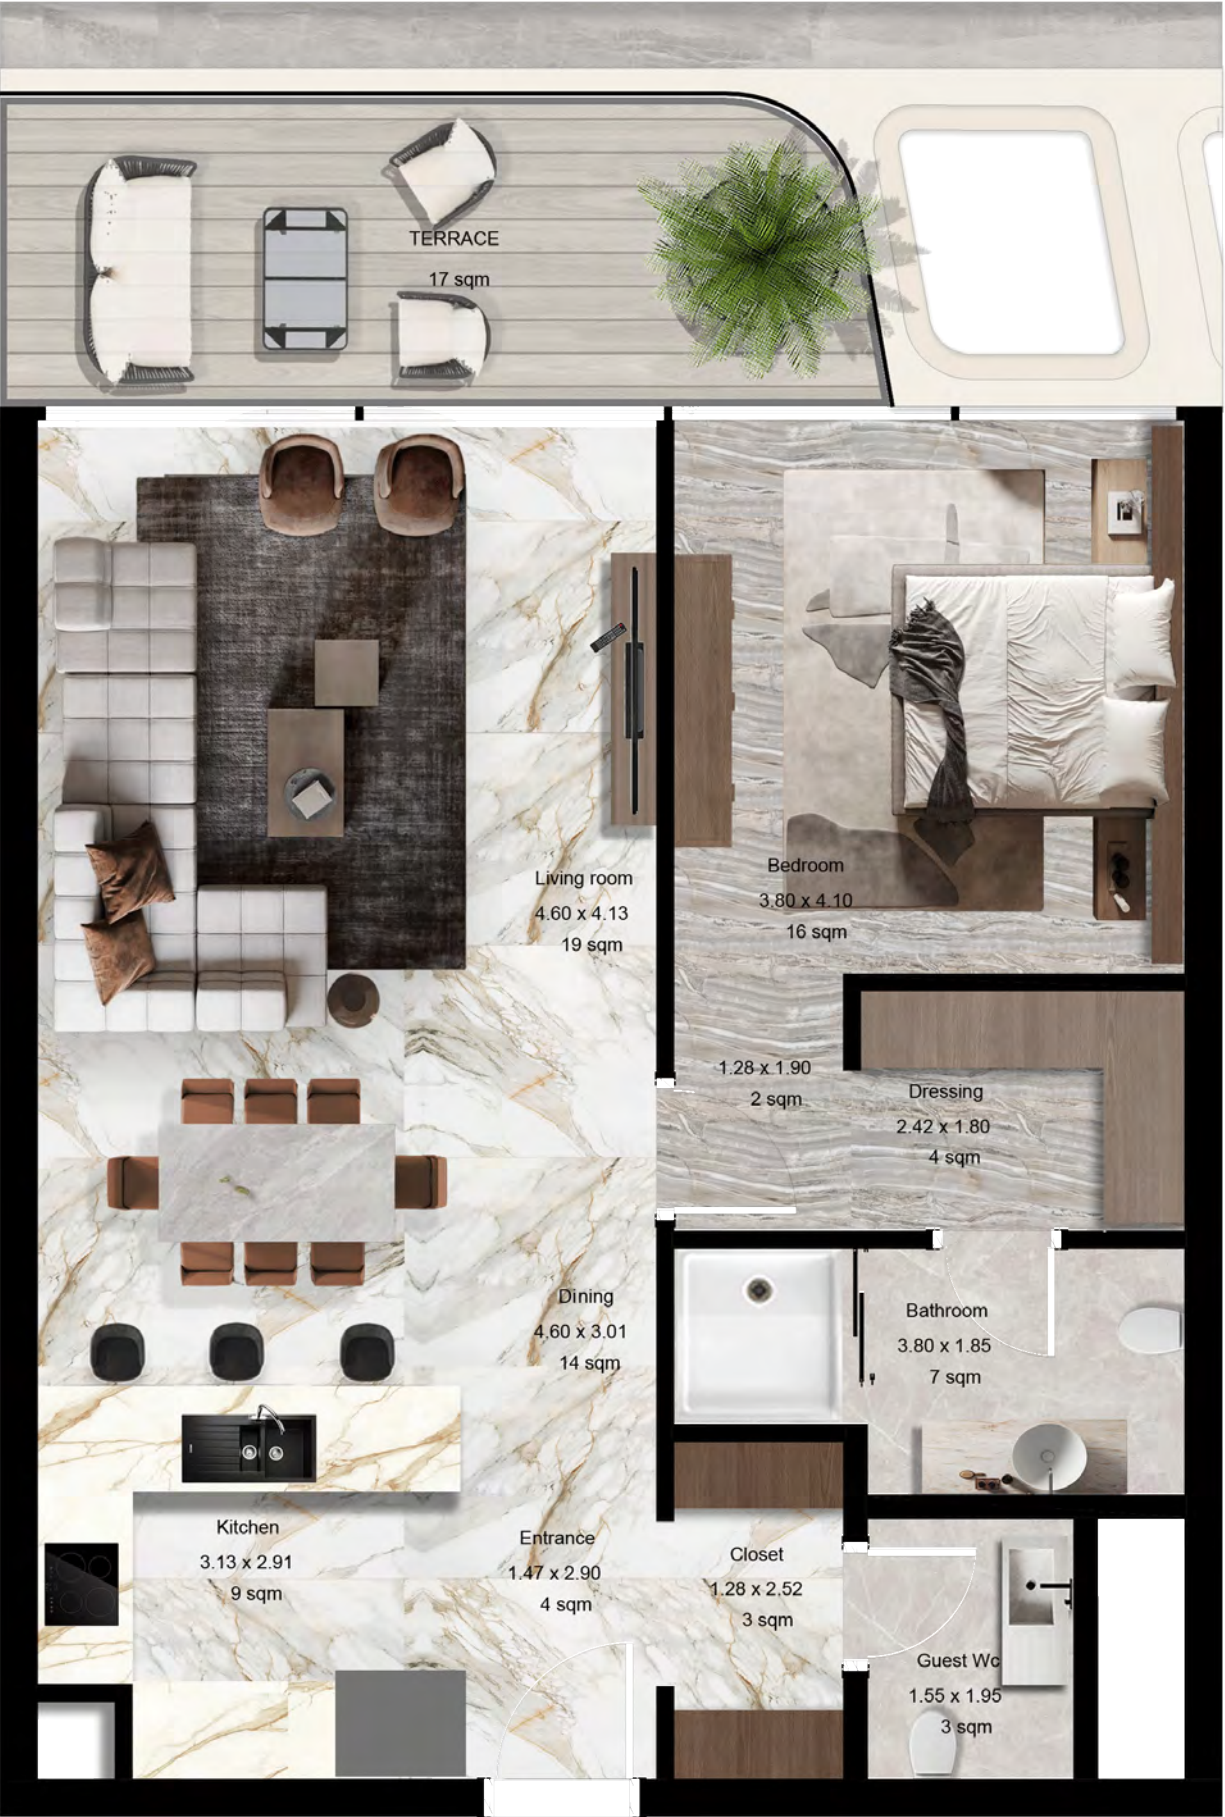 TERRACE
17 sqm
Living room
4.60 x 4.13
19 sqm
Bedroom
3.80 x 4.10
16 sqm
1.28 x 1.90
2 sqm
Dressing
2.42 x 1.80
4 sqm
Dining
4.60 x 3.01
14 sqm
Bathroom
3.80 x 1.85
7 sqm
Kitchen
3.13 x 2.91
9 sqm
Entrance
1.47 x 2.90
4 sqm
Closet
1.28 x 2.52
3 sqm
Guest Wc
1.55 x 1.95
3 sqm